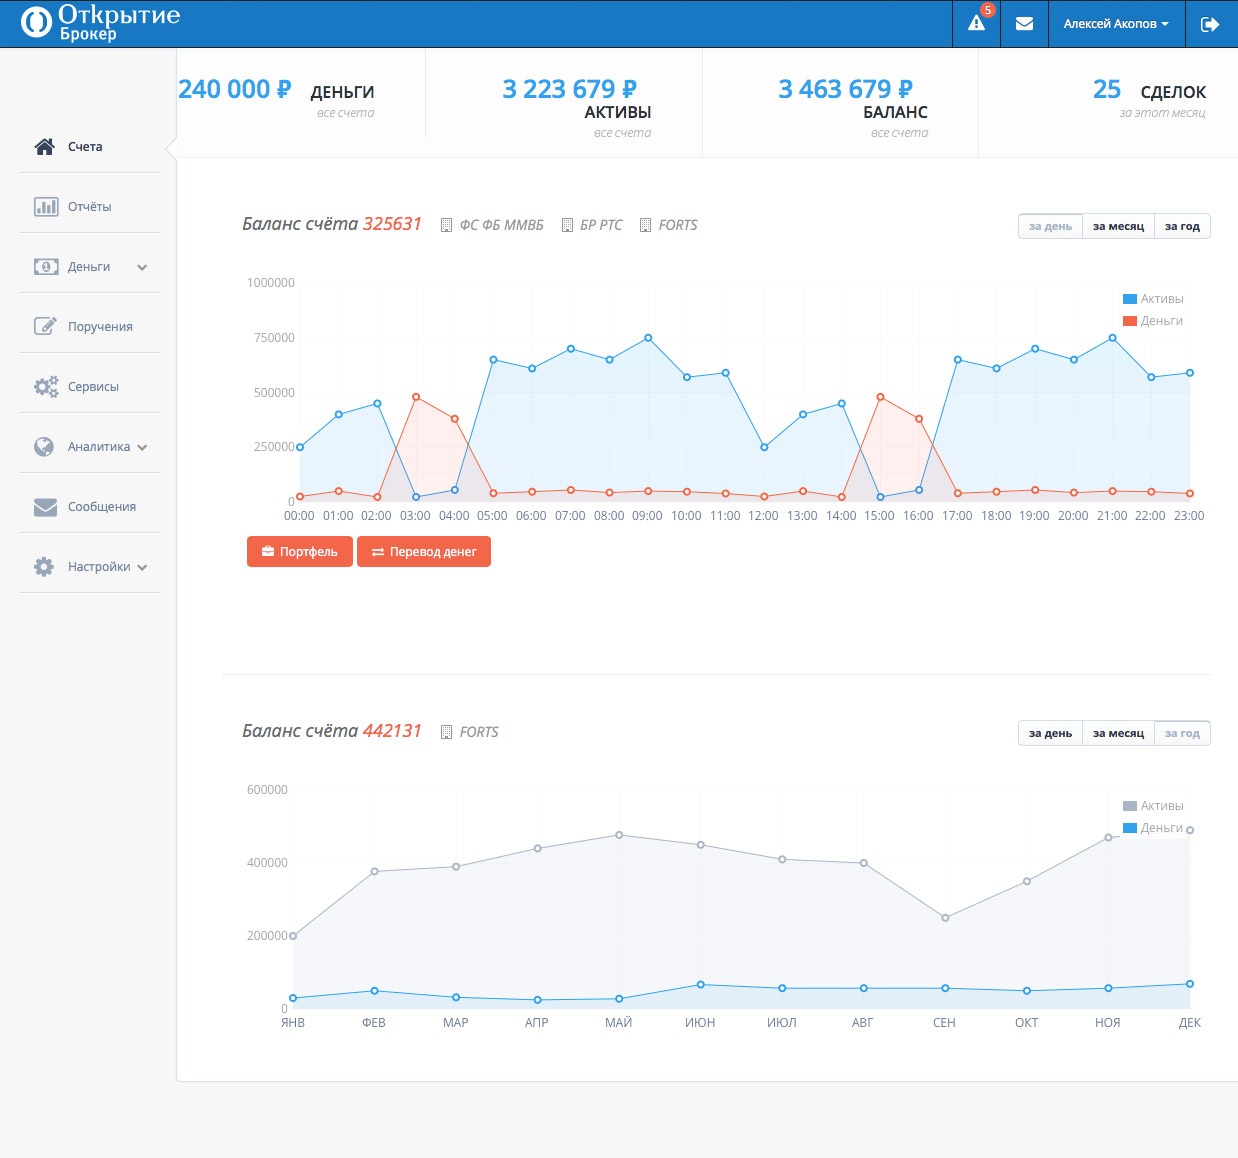 Открытие
Брокер
5
Алексей Акопов
240 000 ₽ ДЕНЬГИ
все счета
3 223 679 ₽
АКТИВЫ
все счета
3 463 679 ₽
БАЛАНС
все счета
25 СДЕЛОК
за этот месяц
Счета
Отчёты
Деньги
Поручения
Сервисы
Аналитика
Сообщения
Настройки
Баланс счёта 325631 ФС ФБ ММВБ БР РТС FORTS
за день за месяц за год
1000000
750000
500000
250000
0
Активы
Деньги
00:00 01:00 02:00 03:00 04:00 05:00 06:00 07:00 08:00 09:00 10:00 11:00 12:00 13:00 14:00 15:00 16:00 17:00 18:00 19:00 20:00 21:00 22:00 23:00
Портфель Перевод денег
Баланс счёта 442131 FORTS
за день за месяц за год
600000
400000
200000
0
Активы
Деньги
ЯНВ ФЕВ МАР АПР МАЙ ИЮН ИЮЛ АВГ СЕН ОКТ НОЯ ДЕК